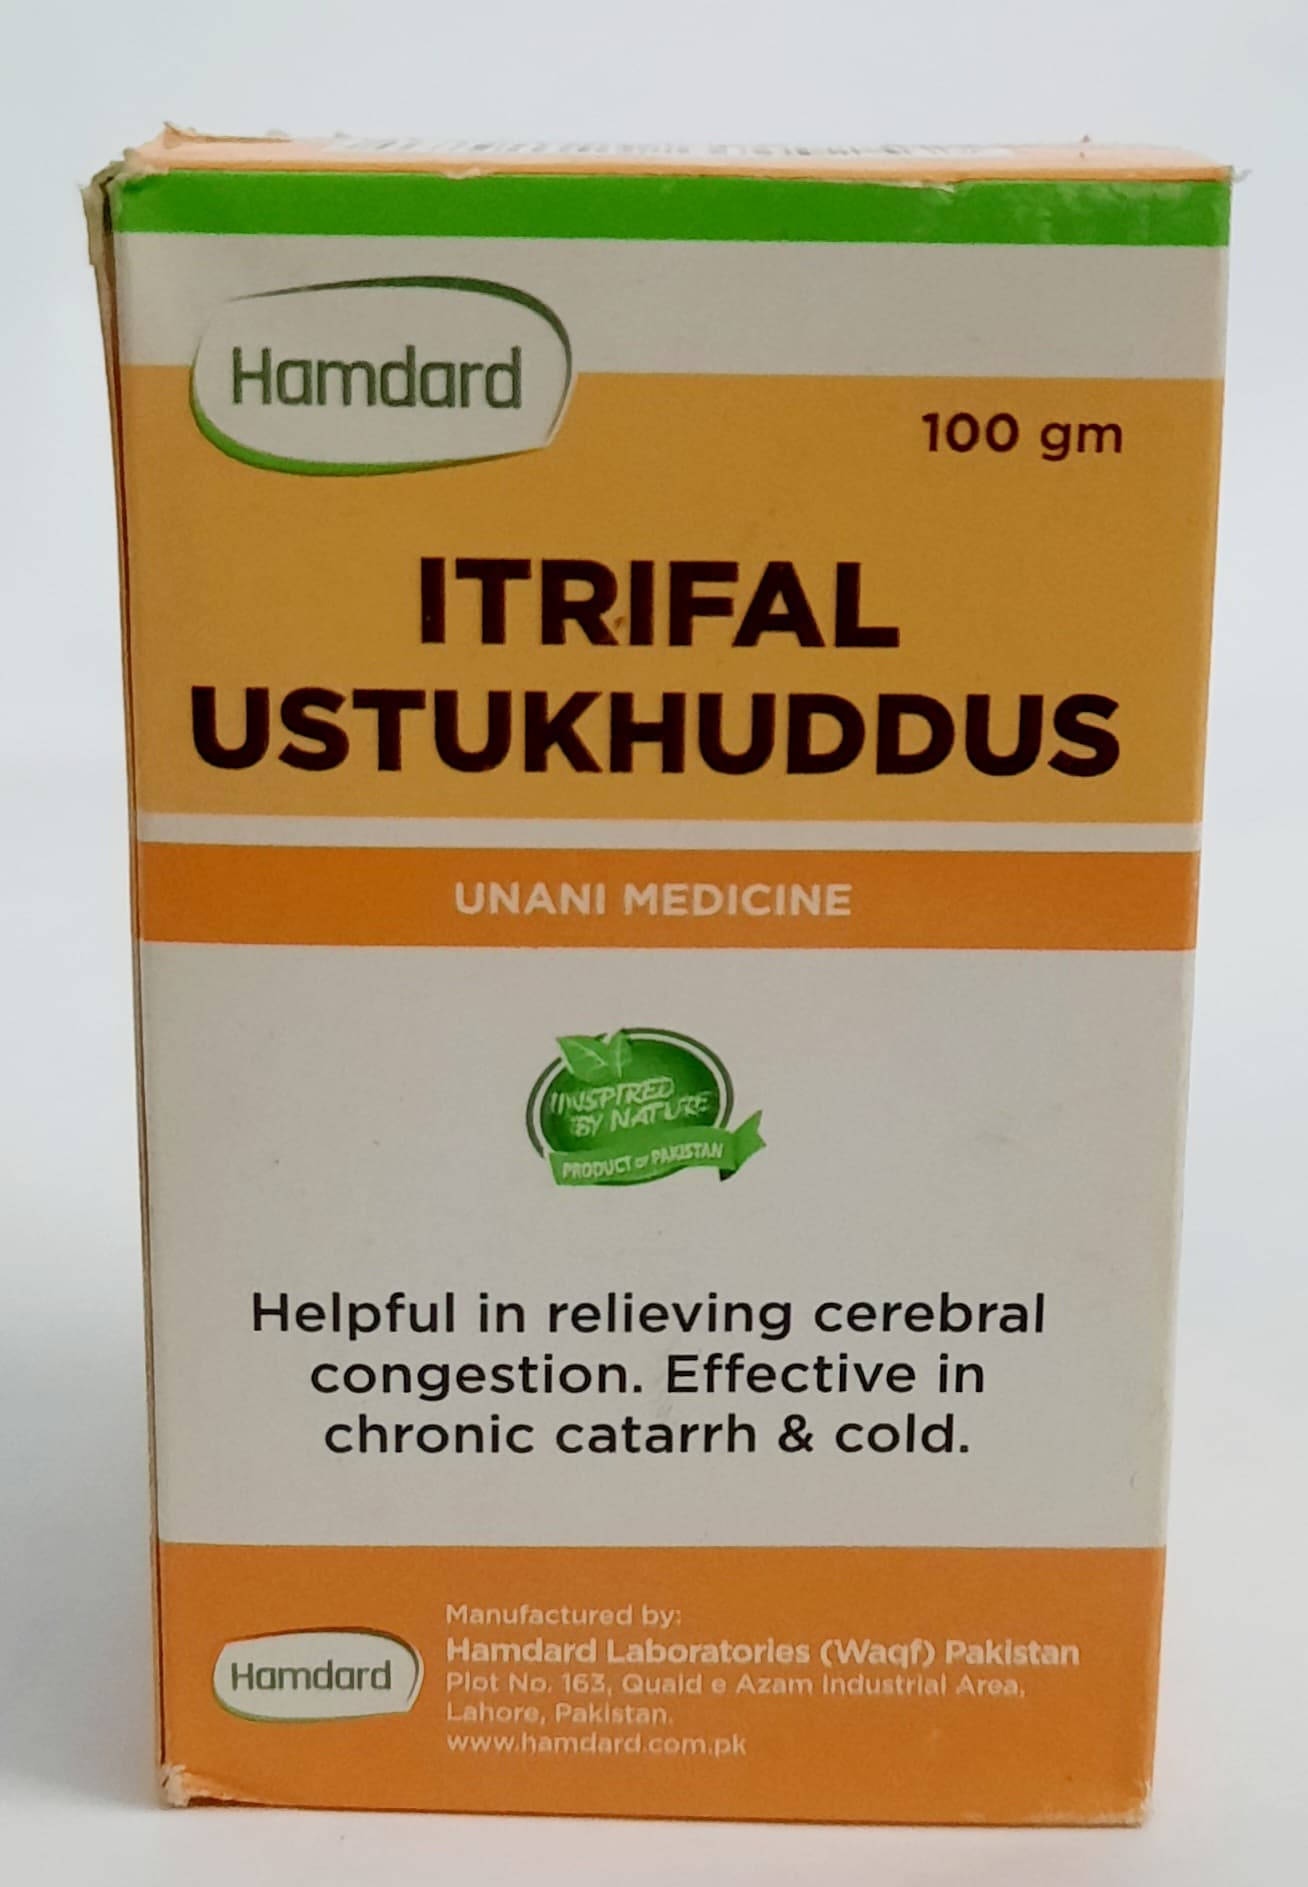 Hamdard
100 gm
ITRIFAL
USTUKHUDDUS
UNANI MEDICINE
INSPIRED
BY NATURE
PRODUCT OF PAKISTAN
Helpful in relieving cerebral
congestion. Effective in
chronic catarrh & cold.
Manufactured by:
Hamdard
Hamdard Laboratories (Waqf) Pakistan
Plot No. 163, Quaid e Azam Industrial Area,
Lahore, Pakistan.
www.hamdard.com.pk